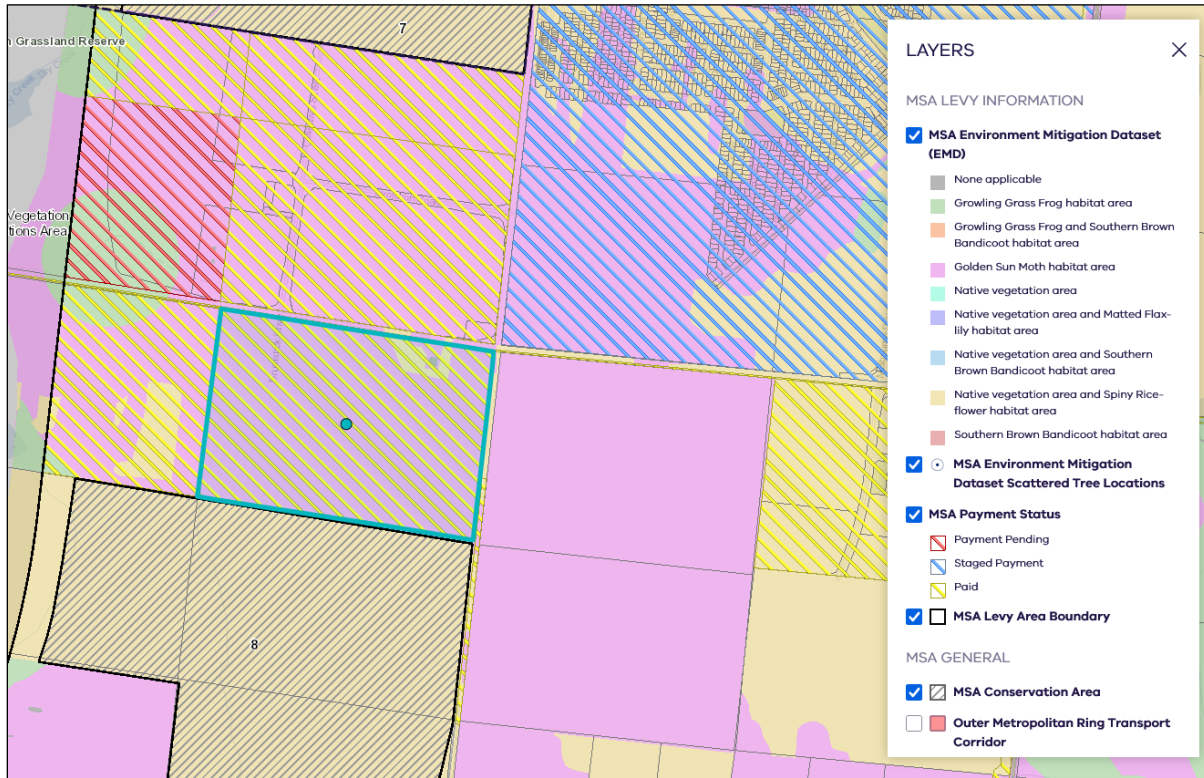 7
n Grassland Reserve
Dry Creek
Vegetation
tions Area
8
LAYERS
MSA LEVY INFORMATION
MSA Environment Mitigation Dataset
(EMD)
None applicable
Growling Grass Frog habitat area
Growling Grass Frog and Southern Brown
Bandicoot habitat area
Golden Sun Moth habitat area
Native vegetation area
Native vegetation area and Matted Flax-
lily habitat area
Native vegetation area and Southern
Brown Bandicoot habitat area
Native vegetation area and Spiny Rice-
flower habitat area
Southern Brown Bandicoot habitat area
MSA Environment Mitigation
Dataset Scattered Tree Locations
MSA Payment Status
Payment Pending
Staged Payment
Paid
MSA Levy Area Boundary
MSA GENERAL
MSA Conservation Area
Outer Metropolitan Ring Transport
Corridor